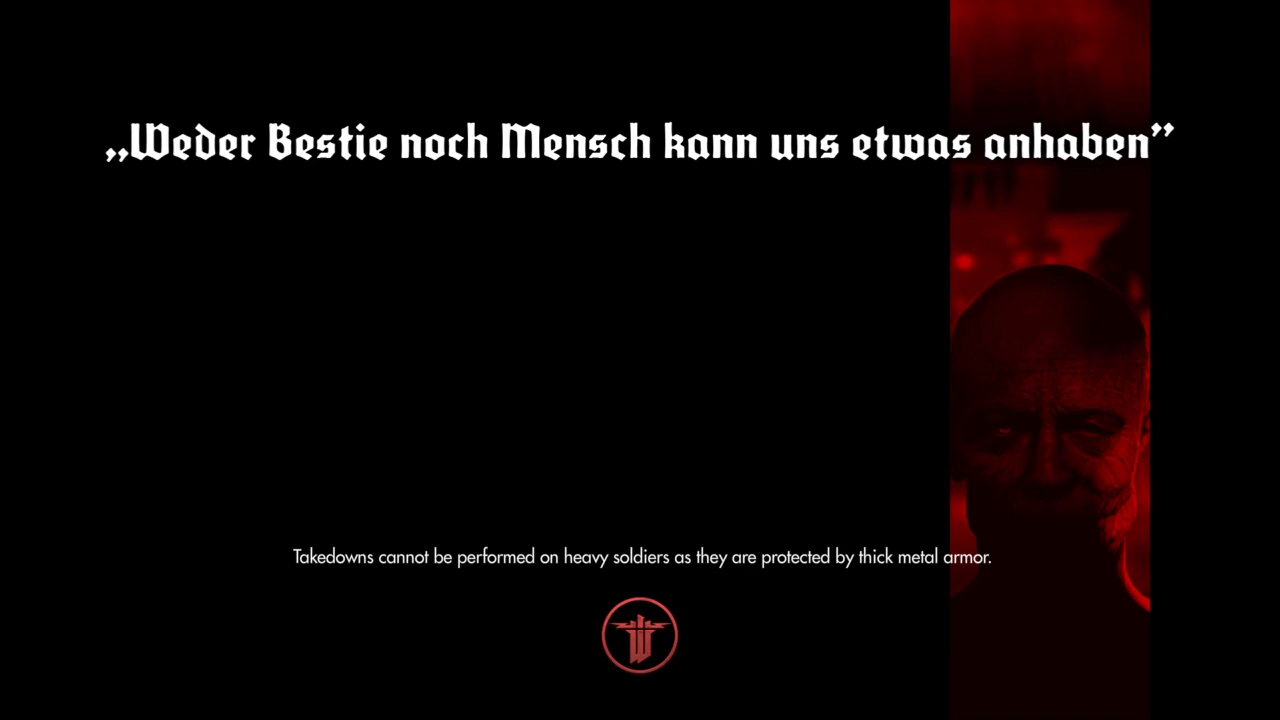 „Weder Bestie noch Mensch kann uns etwas anhaben”
Takedowns cannot be performed on heavy soldiers as they are protected by thick metal armor.